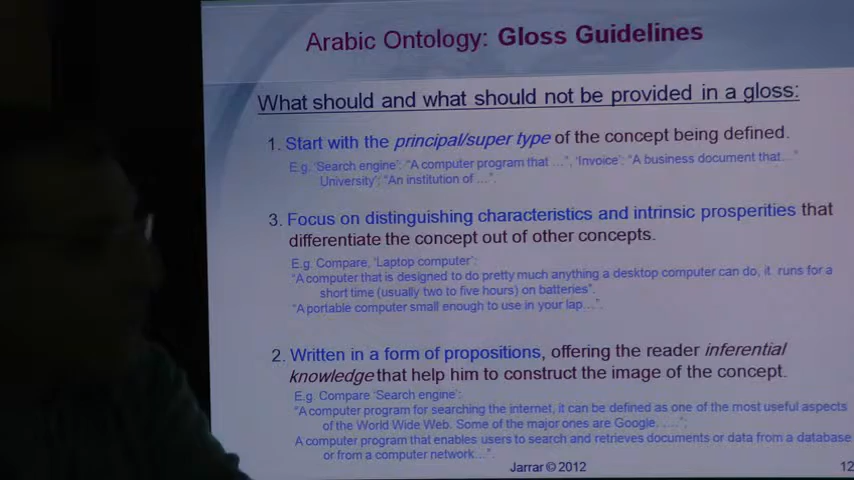 Arabic Ontology: Gloss Guidelines
What should and what should not be provided in a gloss:
1. Start with the principal/super type of the concept being defined.
E.g. 'Search engine': "A computer program that …", 'Invoice': "A business document that…"
University': "An institution of …".
3. Focus on distinguishing characteristics and intrinsic prosperities that
differentiate the concept out of other concepts.
E.g. Compare, 'Laptop computer':
"A computer that is designed to do pretty much anything a desktop computer can do, it runs for a
short time (usually two to five hours) on batteries".
"A portable computer small enough to use in your lap…".
2. Written in a form of propositions, offering the reader inferential
knowledge that help him to construct the image of the concept.
E.g. Compare 'Search engine':
"A computer program for searching the internet, it can be defined as one of the most useful aspects
of the World Wide Web. Some of the major ones are Google, ……";
A computer program that enables users to search and retrieves documents or data from a database
or from a computer network…".
Jarrar © 2012
12